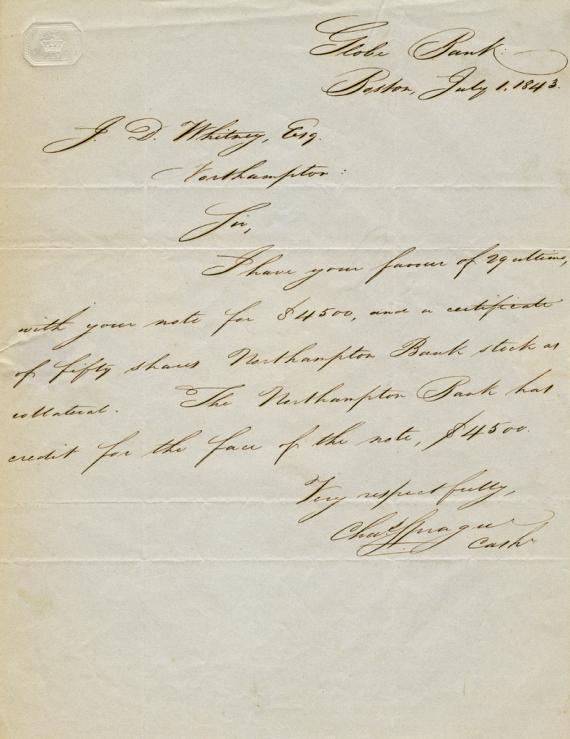 Globe Bank.
Boston, July 1. 1843.
J. D. Whitney, Esq.
Northampton:
Sir,
I have your favour of 29 ultimo,
with your note for $4500, and a certificate
of fifty shares Northampton Bank stock as
collateral. The Northampton Bank has
credit for the face of the note, $4500.
Very respectfully,
Chas Sprague
Cashr